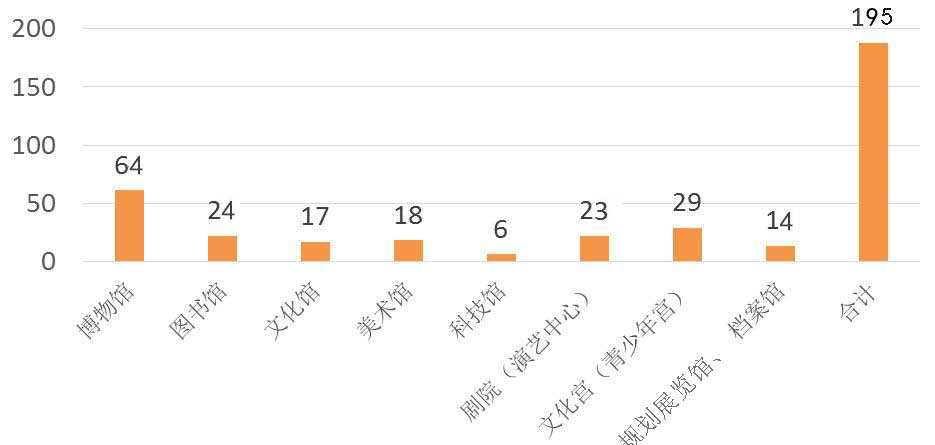 200
150
100
50
0
64
24
17
18
6
23
29
14
195
博物馆
图书馆
文化馆
美术馆
科技馆
剧院（演艺中心）
文化宫（青少年宫）
规划展览馆、档案馆
合计